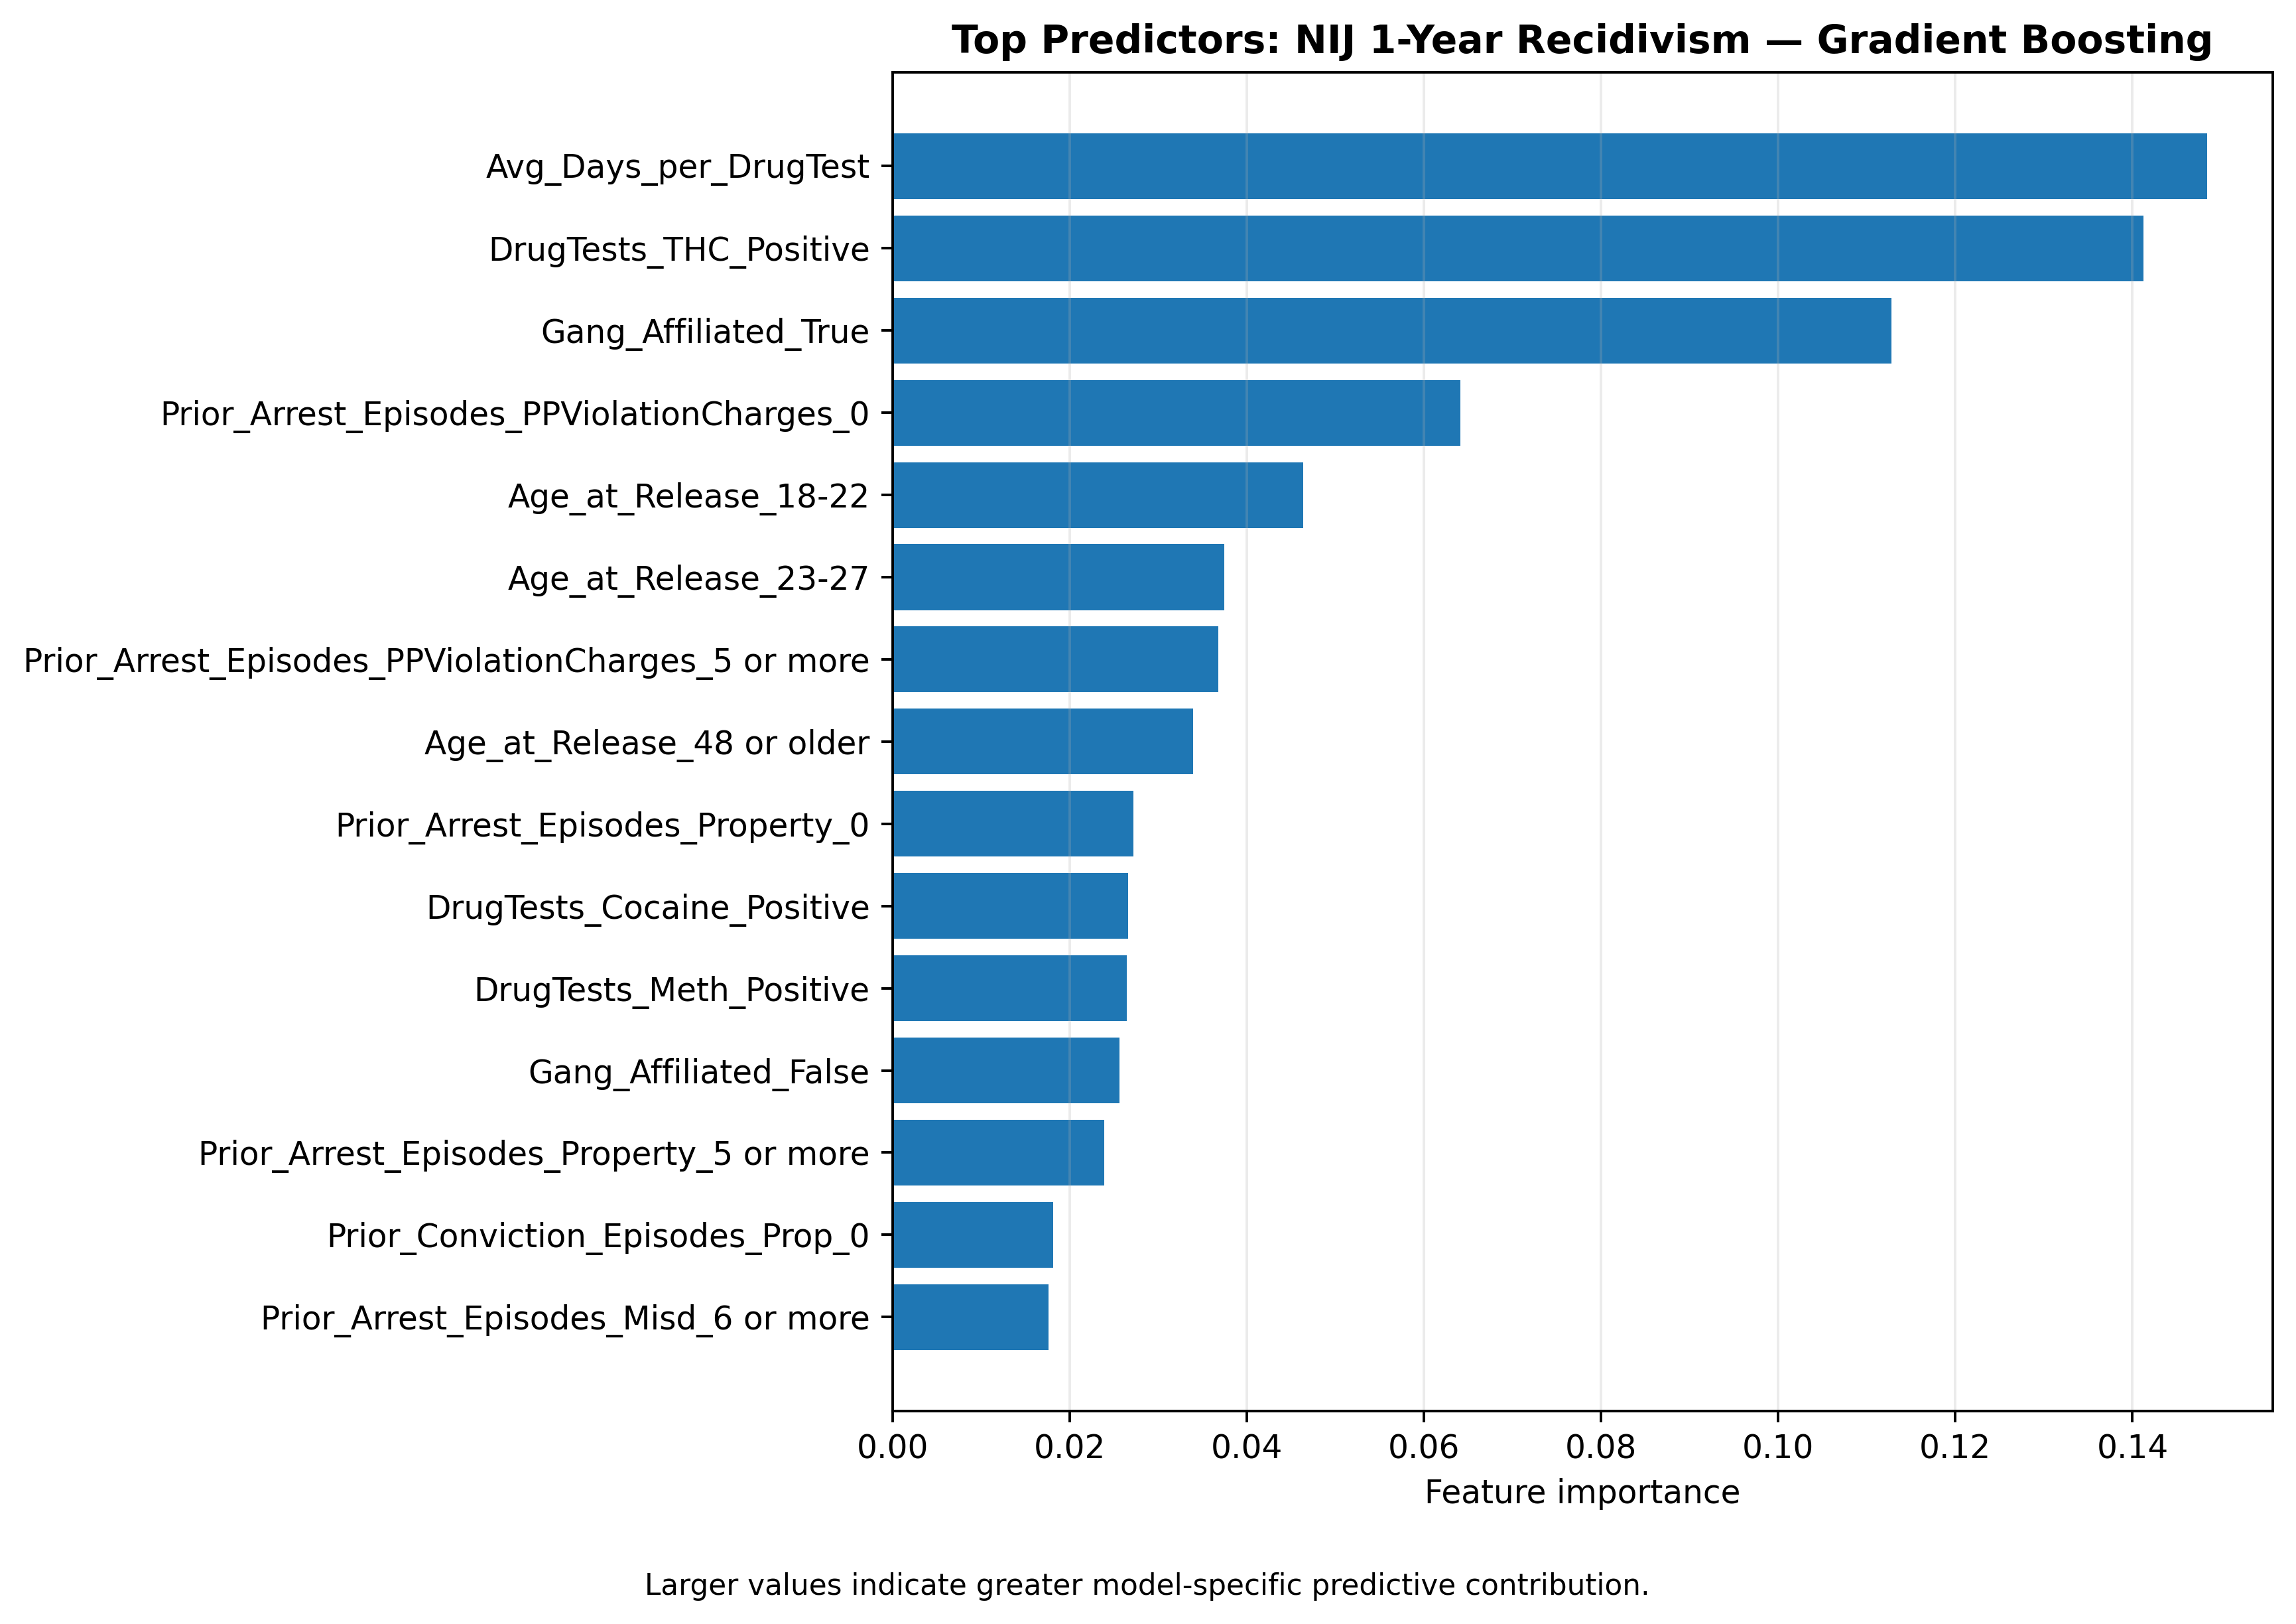 Top Predictors: NIJ 1-Year Recidivism — Gradient Boosting
Avg_Days_per_DrugTest
DrugTests_THC_Positive
Gang_Affiliated_True
Prior_Arrest_Episodes_PPViolationCharges_0
Age_at_Release_18-22
Age_at_Release_23-27
Prior_Arrest_Episodes_PPViolationCharges_5 or more
Age_at_Release_48 or older
Prior_Arrest_Episodes_Property_0
DrugTests_Cocaine_Positive
DrugTests_Meth_Positive
Gang_Affiliated_False
Prior_Arrest_Episodes_Property_5 or more
Prior_Conviction_Episodes_Prop_0
Prior_Arrest_Episodes_Misd_6 or more
0.00 0.02 0.04 0.06 0.08 0.10 0.12 0.14
Feature importance
Larger values indicate greater model-specific predictive contribution.